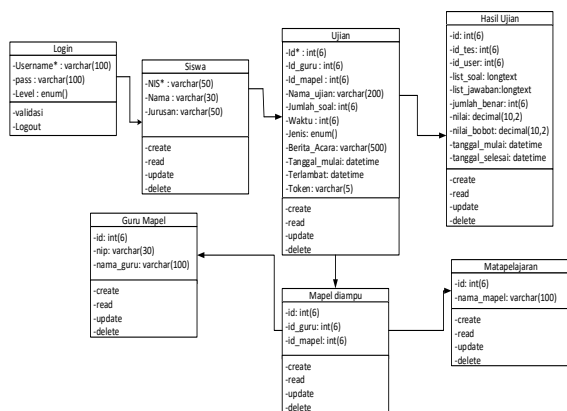 Login
-Username* : varchar(100)
-pass : varchar(100)
-Level : enum()
-validasi
-Logout
Siswa
-NIS* : varchar(50)
-Nama : varchar(30)
-Jurusan: varchar(50)
-create
-read
-update
-delete
Ujian
-Id* : int(6)
-Id_guru : int(6)
-Id_mapel: int(6)
-Nama_ujian: varchar(200)
-Jumlah_soal: int(6)
-Waktu : int(6)
-Jenis: enum()
-Berita_Acara: varchar(500)
-Tanggal_mulai: datetime
-Terlambat: datetime
-Token: varchar(5)
-create
-read
-update
-delete
Hasil Ujian
-id: int(6)
-id_tes: int(6)
-id_user: int(6)
-list_soal: longtext
-list_jawaban:longtext
-jumlah_benar: int(6)
-nilai: decimal(10,2)
-nilai_bobot: decimal(10,2)
-tanggal_mulai: datetime
-tanggal_selesai: datetime
-create
-read
-update
-delete
Guru Mapel
-id: int(6)
-nip: varchar(30)
-nama_guru: varchar(100)
-create
-read
-update
-delete
Mapel diampu
-id: int(6)
-id_guru: int(6)
-id_mapel: int(6)
-create
-read
-update
-delete
Matapelajaran
-id: int(6)
-nama_mapel: varchar(100)
-create
-read
-update
-delete